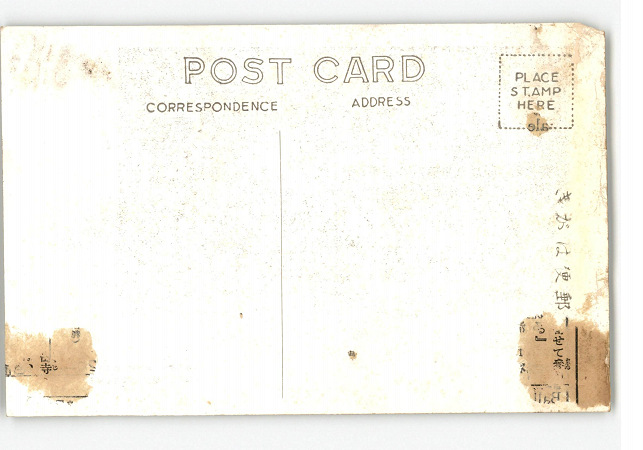 POST CARD
CORRESPONDENCE
ADDRESS
PLACE
STAMP
HERE
郵便はがき